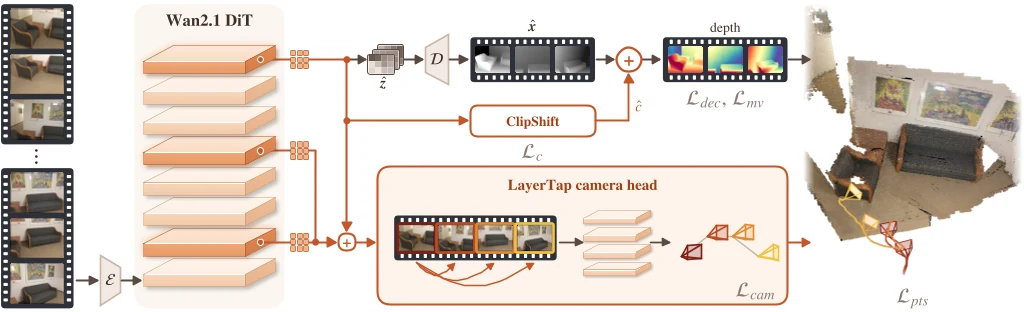 Wan2.1 DiT
ℰ
ẑ
𝒟
x̂
depth
ℒ_dec, ℒ_mv
ClipShift
ĉ
ℒ_c
LayerTap camera head
ℒ_cam
ℒ_pts